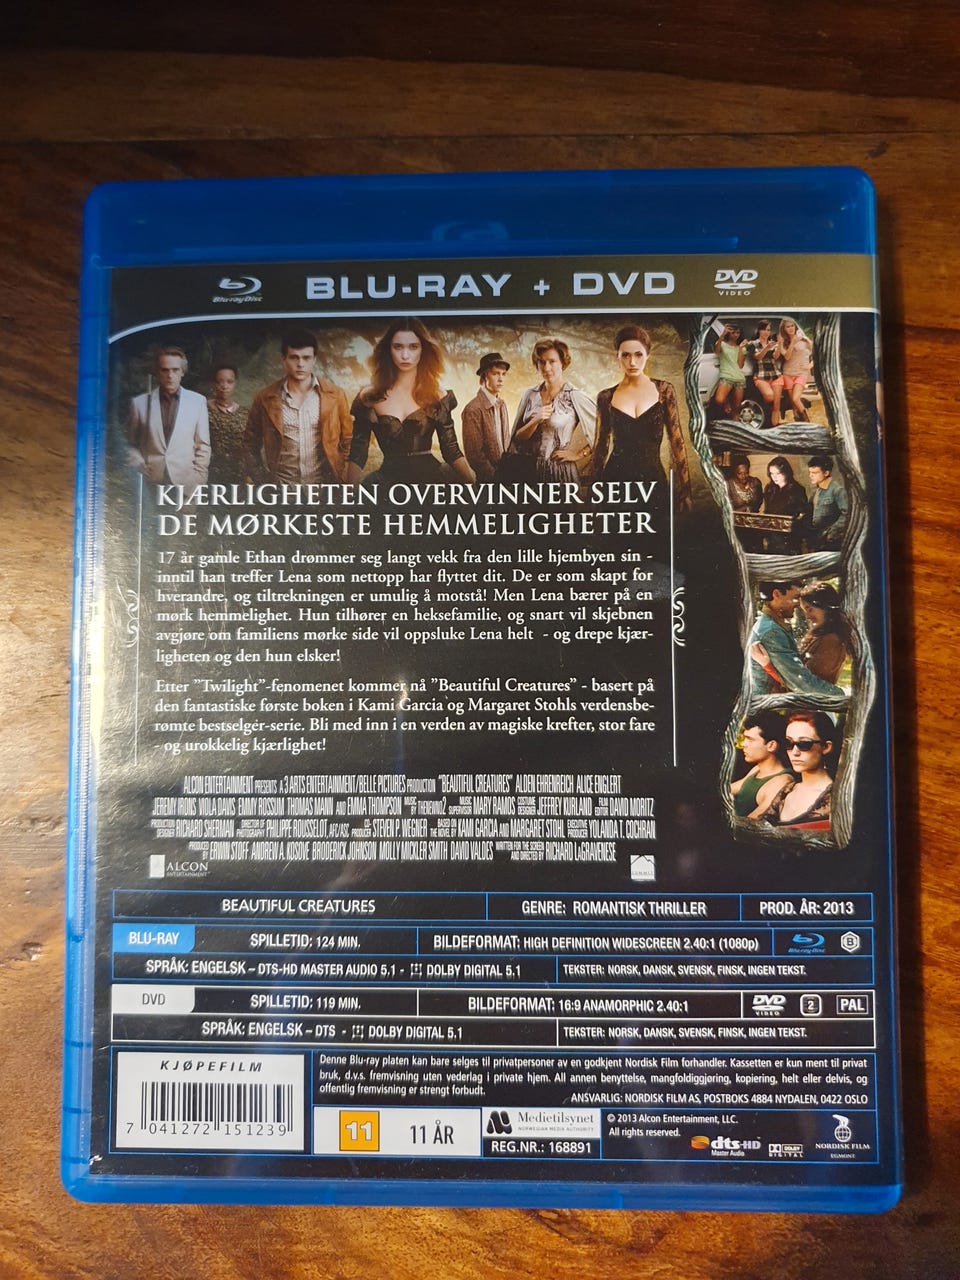 Blu-ray Disc
BLU-RAY + DVD
DVD
VIDEO
KJÆRLIGHETEN OVERVINNER SELV
DE MØRKESTE HEMMELIGHETER
17 år gamle Ethan drømmer seg langt vekk fra den lille hjembyen sin -
inntil han treffer Lena som nettopp har flyttet dit. De er som skapt for
hverandre, og tiltrekningen er umulig å motstå! Men Lena bærer på en
mørk hemmelighet. Hun tilhører en heksefamilie, og snart vil skjebnen
avgjøre om familiens mørke side vil oppsluke Lena helt - og drepe kjær-
ligheten og den hun elsker!
Etter ”Twilight”-fenomenet kommer nå ”Beautiful Creatures” - basert på
den fantastiske første boken i Kami Garcia og Margaret Stohls verdensbe-
rømte bestselger-serie. Bli med inn i en verden av magiske krefter, stor fare
- og urokkelig kjærlighet!
ALCON ENTERTAINMENT PRESENTS A 3 ARTS ENTERTAINMENT/BELLE PICTURES PRODUCTION "BEAUTIFUL CREATURES" ALDEN EHRENREICH ALICE ENGLERT
JEREMY IRONS VIOLA DAVIS EMMY ROSSUM THOMAS MANN AND EMMA THOMPSON MUSIC BY THENEWNO2 MUSIC SUPERVISOR MARY RAMOS COSTUME DESIGNER JEFFREY KURLAND FILM EDITOR DAVID MORITZ
PRODUCTION DESIGNER RICHARD SHERMAN DIRECTOR OF PHOTOGRAPHY PHILIPPE ROUSSELOT, AFC/ASC CO-PRODUCER STEVEN P. WEGNER BASED ON THE NOVEL BY KAMI GARCIA AND MARGARET STOHL EXECUTIVE PRODUCER YOLANDA T. COCHRAN
PRODUCED BY ERWIN STOFF ANDREW A. KOSOVE BRODERICK JOHNSON MOLLY MICKLER SMITH DAVID VALDES WRITTEN FOR THE SCREEN AND DIRECTED BY RICHARD LaGRAVENESE
ALCON
ENTERTAINMENT
SUMMIT
BEAUTIFUL CREATURES GENRE: ROMANTISK THRILLER PROD. ÅR: 2013
BLU-RAY SPILLETID: 124 MIN. BILDEFORMAT: HIGH DEFINITION WIDESCREEN 2.40:1 (1080p) Blu-ray Disc B
SPRÅK: ENGELSK – DTS-HD MASTER AUDIO 5.1 - DOLBY DIGITAL 5.1 TEKSTER: NORSK, DANSK, SVENSK, FINSK, INGEN TEKST.
DVD SPILLETID: 119 MIN. BILDEFORMAT: 16:9 ANAMORPHIC 2.40:1 DVD VIDEO 2 PAL
SPRÅK: ENGELSK – DTS - DOLBY DIGITAL 5.1 TEKSTER: NORSK, DANSK, SVENSK, FINSK, INGEN TEKST.
KJØPEFILM
7 041272 151239
Denne Blu-ray platen kan bare selges til privatpersoner av en godkjent Nordisk Film forhandler. Kassetten er kun ment til privat
bruk, d.v.s. fremvisning uten vederlag i private hjem. All annen benyttelse, mangfoldiggjøring, kopiering, helt eller delvis, og
offentlig fremvisning er strengt forbudt.
ANSVARLIG: NORDISK FILM AS, POSTBOKS 4884 NYDALEN, 0422 OSLO
11 11 ÅR
Medietilsynet
NORWEGIAN MEDIA AUTHORITY
REG.NR.: 168891
© 2013 Alcon Entertainment, LLC.
All rights reserved.
dts-HD
Master Audio
DOLBY
DIGITAL
NORDISK FILM
EGMONT